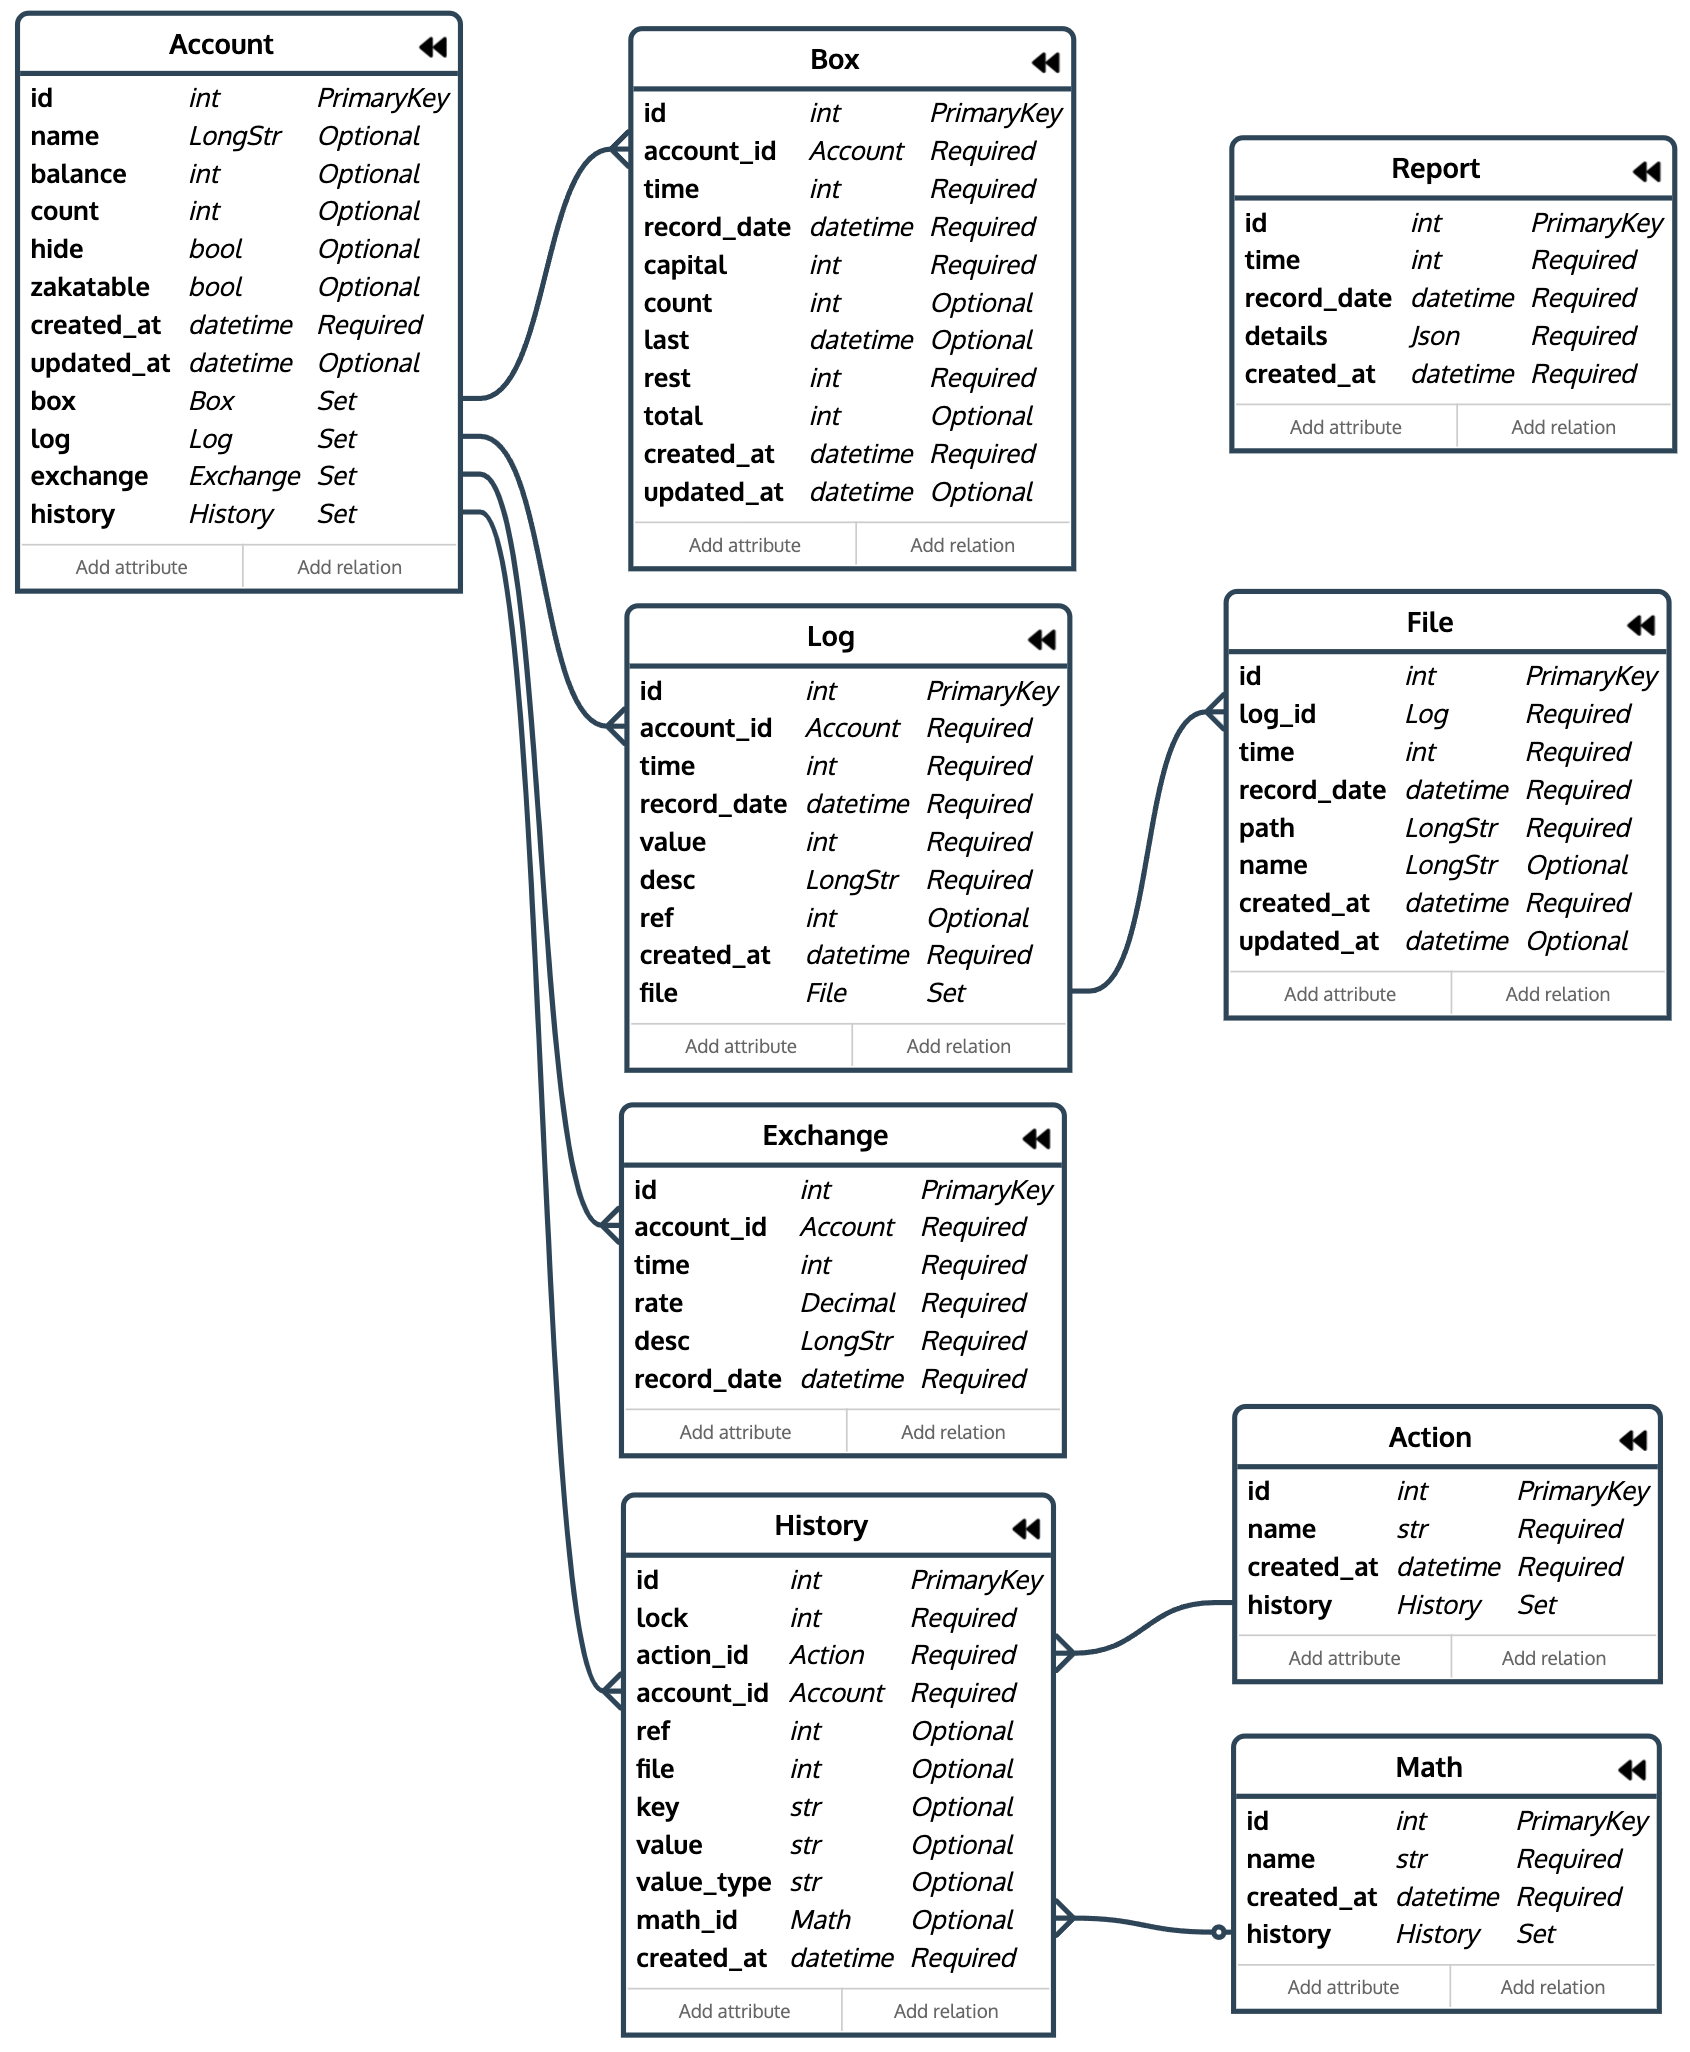 Account
id int PrimaryKey
name LongStr Optional
balance int Optional
count int Optional
hide bool Optional
zakatable bool Optional
created_at datetime Required
updated_at datetime Optional
box Box Set
log Log Set
exchange Exchange Set
history History Set
Add attribute Add relation
Box
id int PrimaryKey
account_id Account Required
time int Required
record_date datetime Required
capital int Required
count int Optional
last datetime Optional
rest int Required
total int Optional
created_at datetime Required
updated_at datetime Optional
Add attribute Add relation
Report
id int PrimaryKey
time int Required
record_date datetime Required
details Json Required
created_at datetime Required
Add attribute Add relation
Log
id int PrimaryKey
account_id Account Required
time int Required
record_date datetime Required
value int Required
desc LongStr Required
ref int Optional
created_at datetime Required
file File Set
Add attribute Add relation
File
id int PrimaryKey
log_id Log Required
time int Required
record_date datetime Required
path LongStr Required
name LongStr Optional
created_at datetime Required
updated_at datetime Optional
Add attribute Add relation
Exchange
id int PrimaryKey
account_id Account Required
time int Required
rate Decimal Required
desc LongStr Required
record_date datetime Required
Add attribute Add relation
History
id int PrimaryKey
lock int Required
action_id Action Required
account_id Account Required
ref int Optional
file int Optional
key str Optional
value str Optional
value_type str Optional
math_id Math Optional
created_at datetime Required
Add attribute Add relation
Action
id int PrimaryKey
name str Required
created_at datetime Required
history History Set
Add attribute Add relation
Math
id int PrimaryKey
name str Required
created_at datetime Required
history History Set
Add attribute Add relation